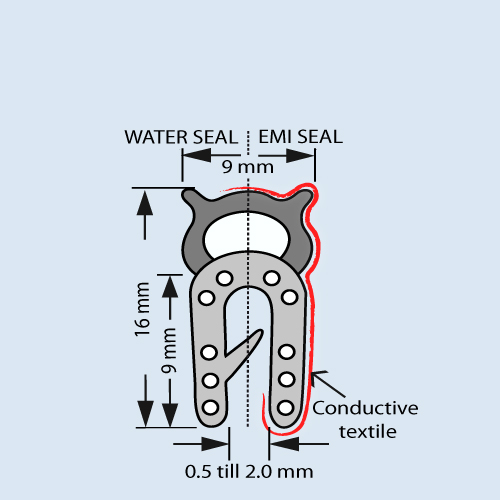 WATER SEAL EMI SEAL
9 mm
16 mm
9 mm
Conductive
textile
0.5 till 2.0 mm